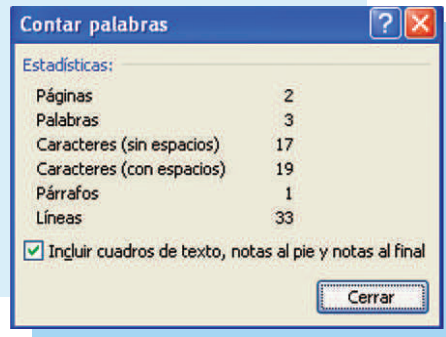 Contar palabras
Estadísticas:
Páginas 2
Palabras 3
Caracteres (sin espacios) 17
Caracteres (con espacios) 19
Párrafos 1
Líneas 33
Incluir cuadros de texto, notas al pie y notas al final
Cerrar